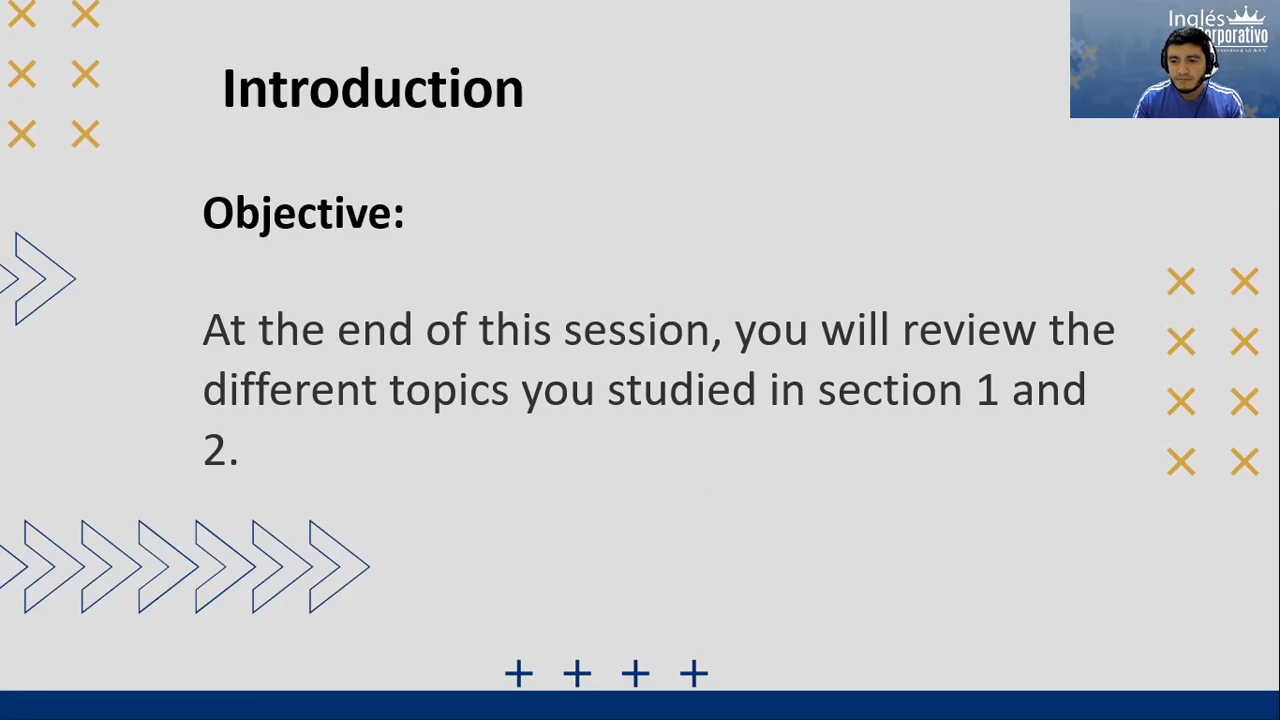 Introduction
Inglés
Corporativo
Objective:
At the end of this session, you will review the
different topics you studied in section 1 and
2.